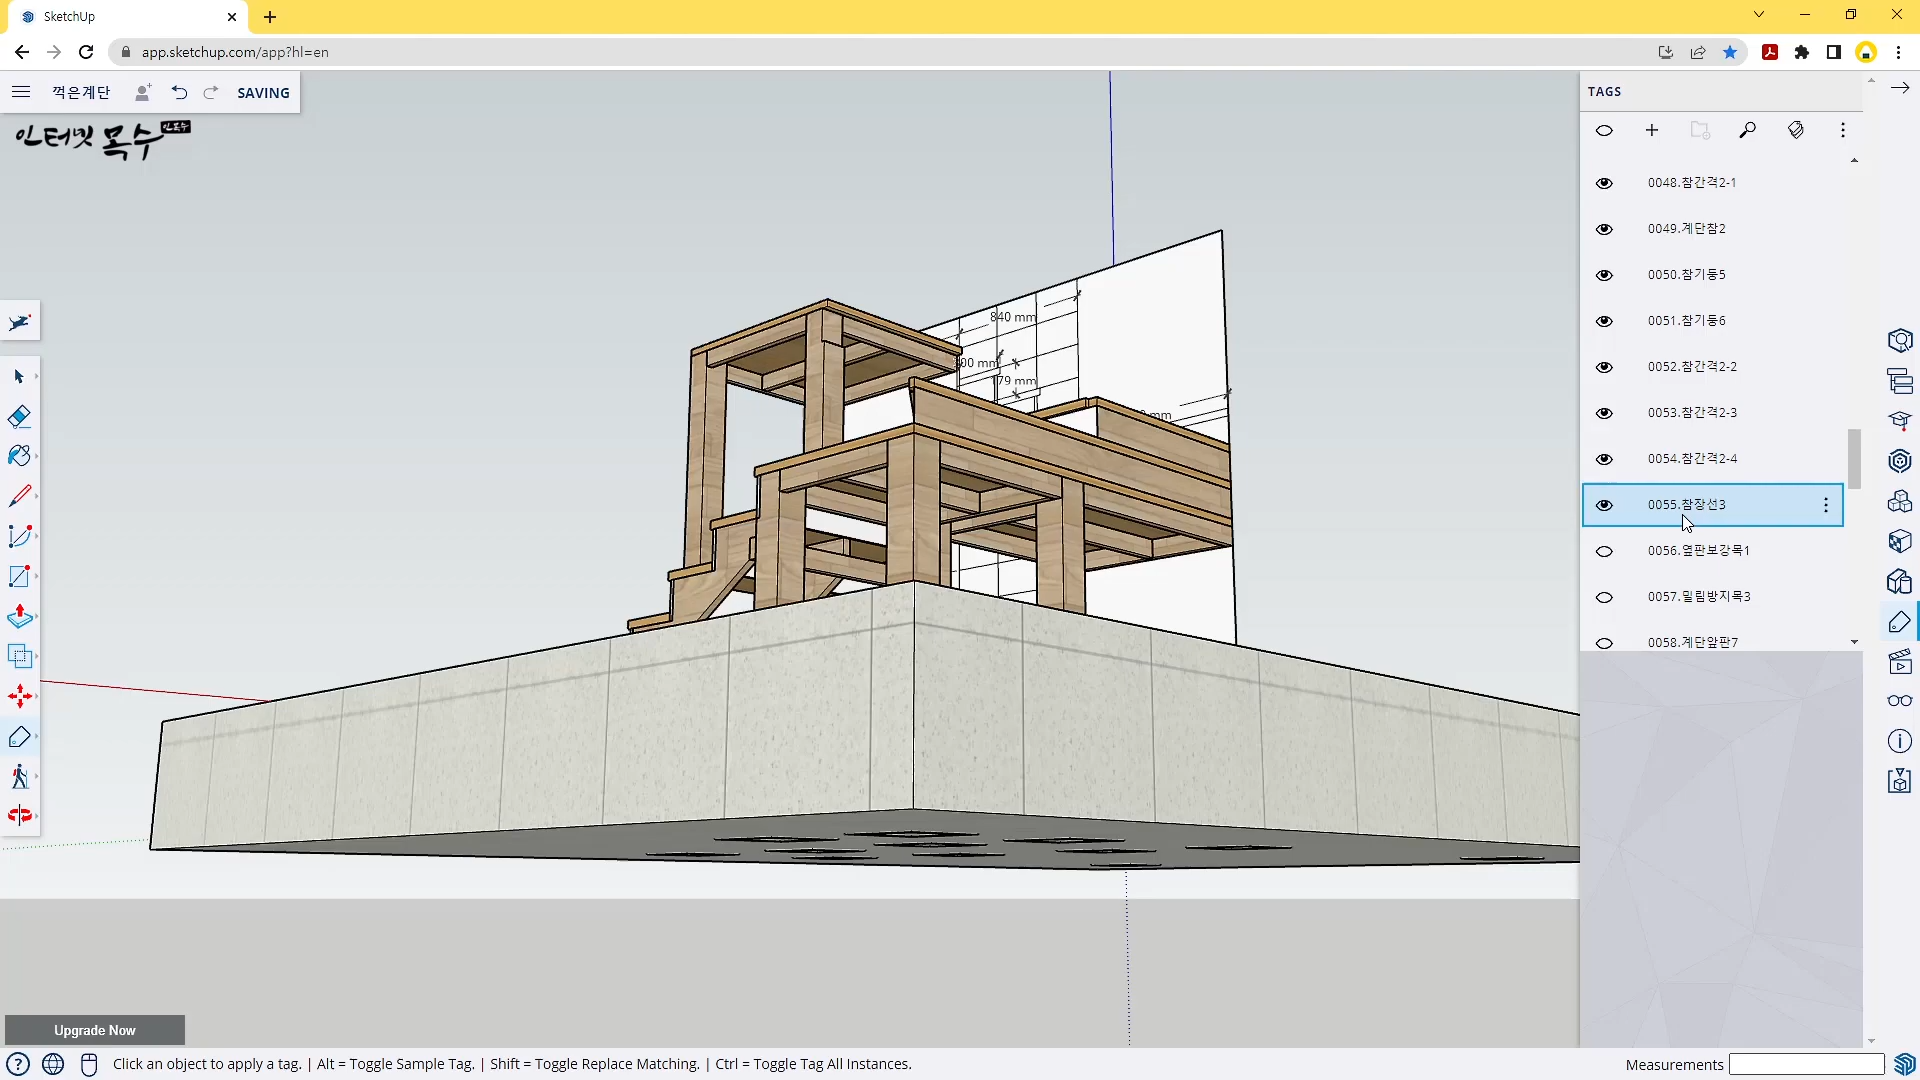 SketchUp
app.sketchup.com/app?hl=en
꺽은계단
SAVING
인터넷 목수
TAGS
0048.참간격2-1
0049.계단참2
0050.참기둥5
0051.참기둥6
0052.참간격2-2
0053.참간격2-3
0054.참간격2-4
0055.참장선3
0056.옆판보강목1
0057.밀림방지목3
0058.계단앞판7
840 mm
mm
179 mm
mm
Upgrade Now
Click an object to apply a tag. | Alt = Toggle Sample Tag. | Shift = Toggle Replace Matching. | Ctrl = Toggle Tag All Instances.
Measurements